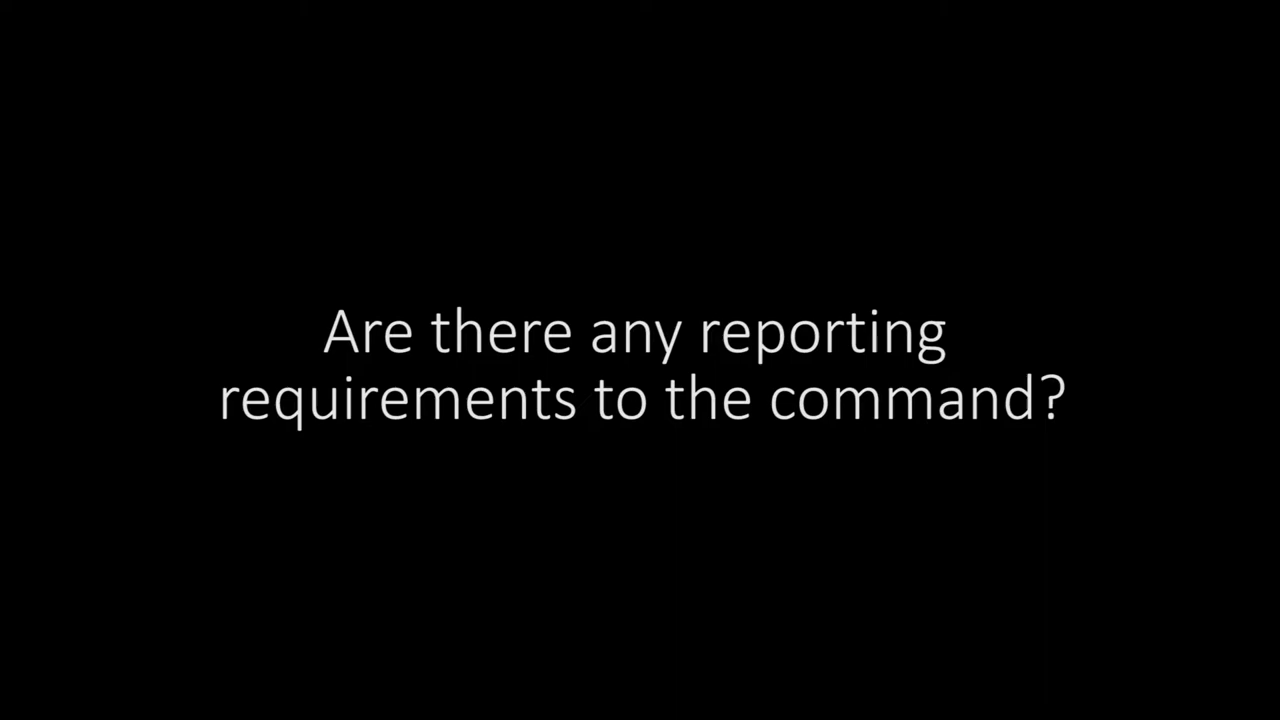 Are there any reporting
requirements to the command?